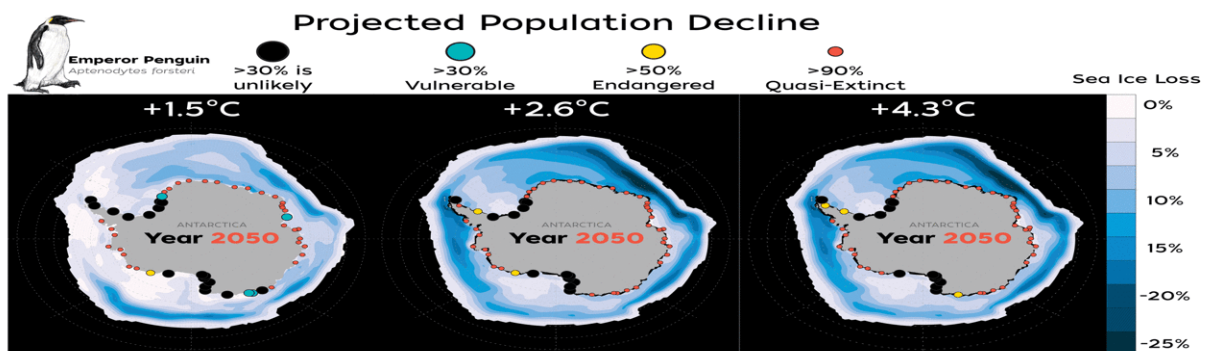 Projected Population Decline
Emperor Penguin
Aptenodytes forsteri
>30% is
unlikely
>30%
Vulnerable
>50%
Endangered
>90%
Quasi-Extinct
Sea Ice Loss
+1.5°C
+2.6°C
+4.3°C
0%
5%
10%
15%
-20%
-25%
ANTARCTICA
Year 2050
ANTARCTICA
Year 2050
ANTARCTICA
Year 2050